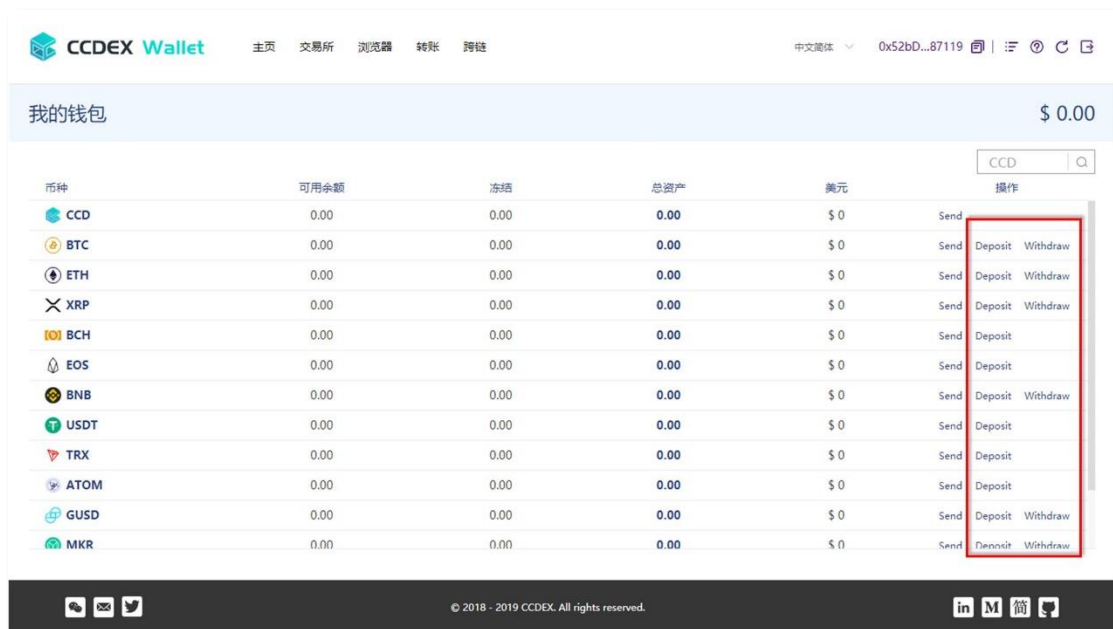 CCDEX Wallet 主页 交易所 浏览器 转账 跨链 中文简体 0x52bD...87119
我的钱包 $ 0.00
CCD
币种 可用余额 冻结 总资产 美元 操作
CCD 0.00 0.00 0.00 $ 0 Send
BTC 0.00 0.00 0.00 $ 0 Send Deposit Withdraw
ETH 0.00 0.00 0.00 $ 0 Send Deposit Withdraw
XRP 0.00 0.00 0.00 $ 0 Send Deposit Withdraw
BCH 0.00 0.00 0.00 $ 0 Send Deposit
EOS 0.00 0.00 0.00 $ 0 Send Deposit
BNB 0.00 0.00 0.00 $ 0 Send Deposit Withdraw
USDT 0.00 0.00 0.00 $ 0 Send Deposit
TRX 0.00 0.00 0.00 $ 0 Send Deposit
ATOM 0.00 0.00 0.00 $ 0 Send Deposit
GUSD 0.00 0.00 0.00 $ 0 Send Deposit Withdraw
MKR 0.00 0.00 0.00 $ 0 Send Deposit Withdraw
© 2018 - 2019 CCDEX. All rights reserved. in M 简